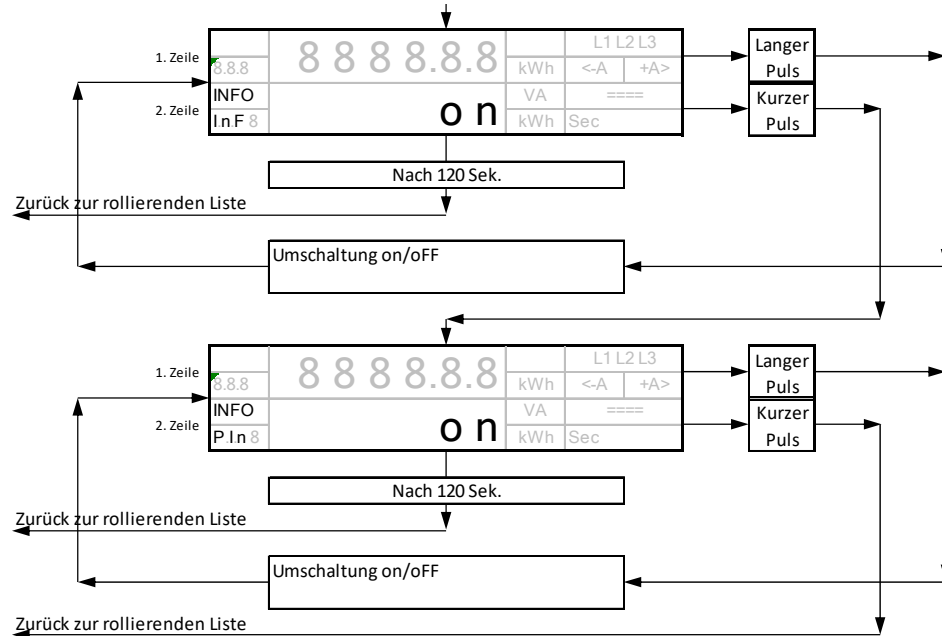 L1 L2 L3
Langer
Puls
1. Zeile
8 8 8 8.8.8
8.8.8
kWh
<-A
+A>
INFO
VA
====
Kurzer
Puls
2. Zeile
I.n.F 8
o n
kWh
Sec
Nach 120 Sek.
Zurück zur rollierenden Liste
Umschaltung on/oFF
L1 L2 L3
Langer
Puls
1. Zeile
8 8 8 8.8.8
8.8.8
kWh
<-A
+A>
INFO
VA
====
Kurzer
Puls
2. Zeile
P.I.n 8
o n
kWh
Sec
Nach 120 Sek.
Zurück zur rollierenden Liste
Umschaltung on/oFF
Zurück zur rollierenden Liste